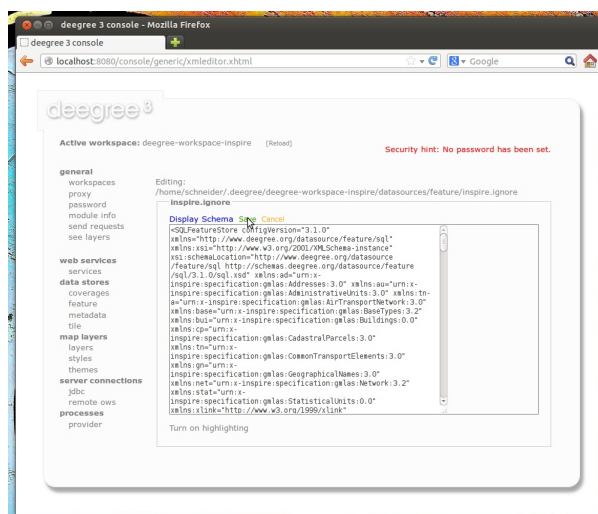 deegree 3 console - Mozilla Firefox
deegree 3 console
localhost:8080/console/generic/xmleditor.xhtml
Google
deegree 3
Active workspace: deegree-workspace-inspire [Reload]
Security hint: No password has been set.
general
workspaces
proxy
password
module info
send requests
see layers
web services
services
data stores
coverages
feature
metadata
tile
map layers
layers
styles
themes
server connections
jdbc
remote ows
processes
provider
Editing:
/home/schneider/.deegree/deegree-workspace-inspire/datasources/feature/inspire.ignore
inspire.ignore
Display Schema Save Cancel
<SQLFeatureStore configVersion="3.1.0"
xmlns="http://www.deegree.org/datasource/feature/sql"
xmlns:xsi="http://www.w3.org/2001/XMLSchema-instance"
xsi:schemaLocation="http://www.deegree.org/datasource
/feature/sql http://schemas.deegree.org/datasource/feature
/sql/3.1.0/sql.xsd" xmlns:ad="urn:x-
inspire:specification:gmlas:Addresses:3.0" xmlns:au="urn:x-
inspire:specification:gmlas:AdministrativeUnits:3.0" xmlns:tn-
a="urn:x-inspire:specification:gmlas:AirTransportNetwork:3.0"
xmlns:base="urn:x-inspire:specification:gmlas:BaseTypes:3.2"
xmlns:bui="urn:x-inspire:specification:gmlas:Buildings:0.0"
xmlns:cp="urn:x-
inspire:specification:gmlas:CadastralParcels:3.0"
xmlns:tn="urn:x-
inspire:specification:gmlas:CommonTransportElements:3.0"
xmlns:gn="urn:x-
inspire:specification:gmlas:GeographicalNames:3.0"
xmlns:net="urn:x-inspire:specification:gmlas:Network:3.2"
xmlns:stat="urn:x-
inspire:specification:gmlas:StatisticalUnits:0.0"
xmlns:xlink="http://www.w3.org/1999/xlink"
Turn on highlighting